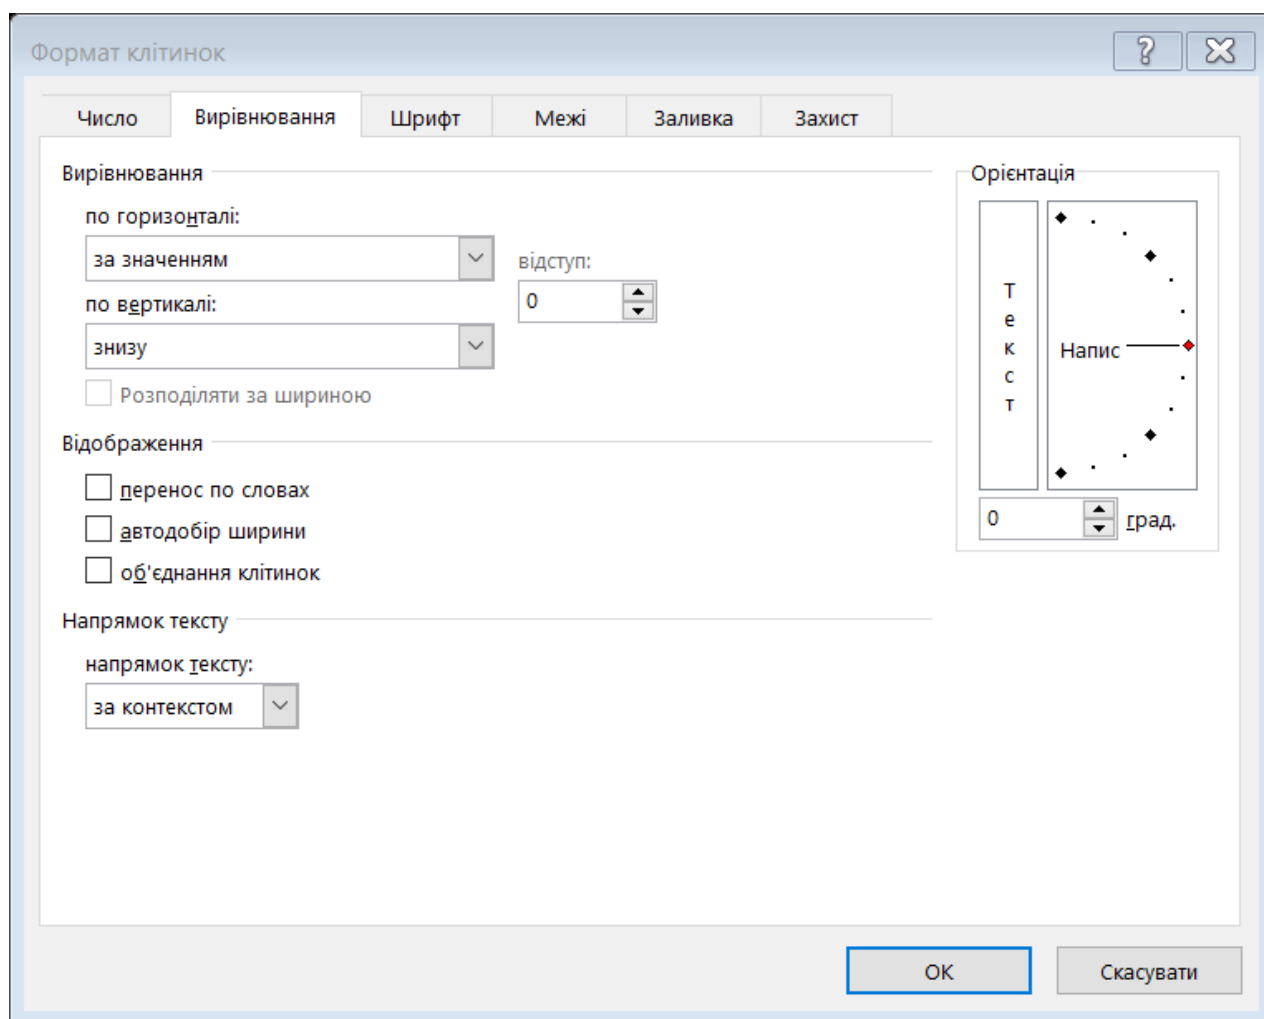 Формат клітинок
Число Вирівнювання Шрифт Межі Заливка Захист
Вирівнювання
по горизонталі:
за значенням
відступ:
0
по вертикалі:
знизу
Розподіляти за шириною
Відображення
перенос по словах
автодобір ширини
об'єднання клітинок
Напрямок тексту
напрямок тексту:
за контекстом
Орієнтація
Текст
Напис
0 град.
ОК Скасувати